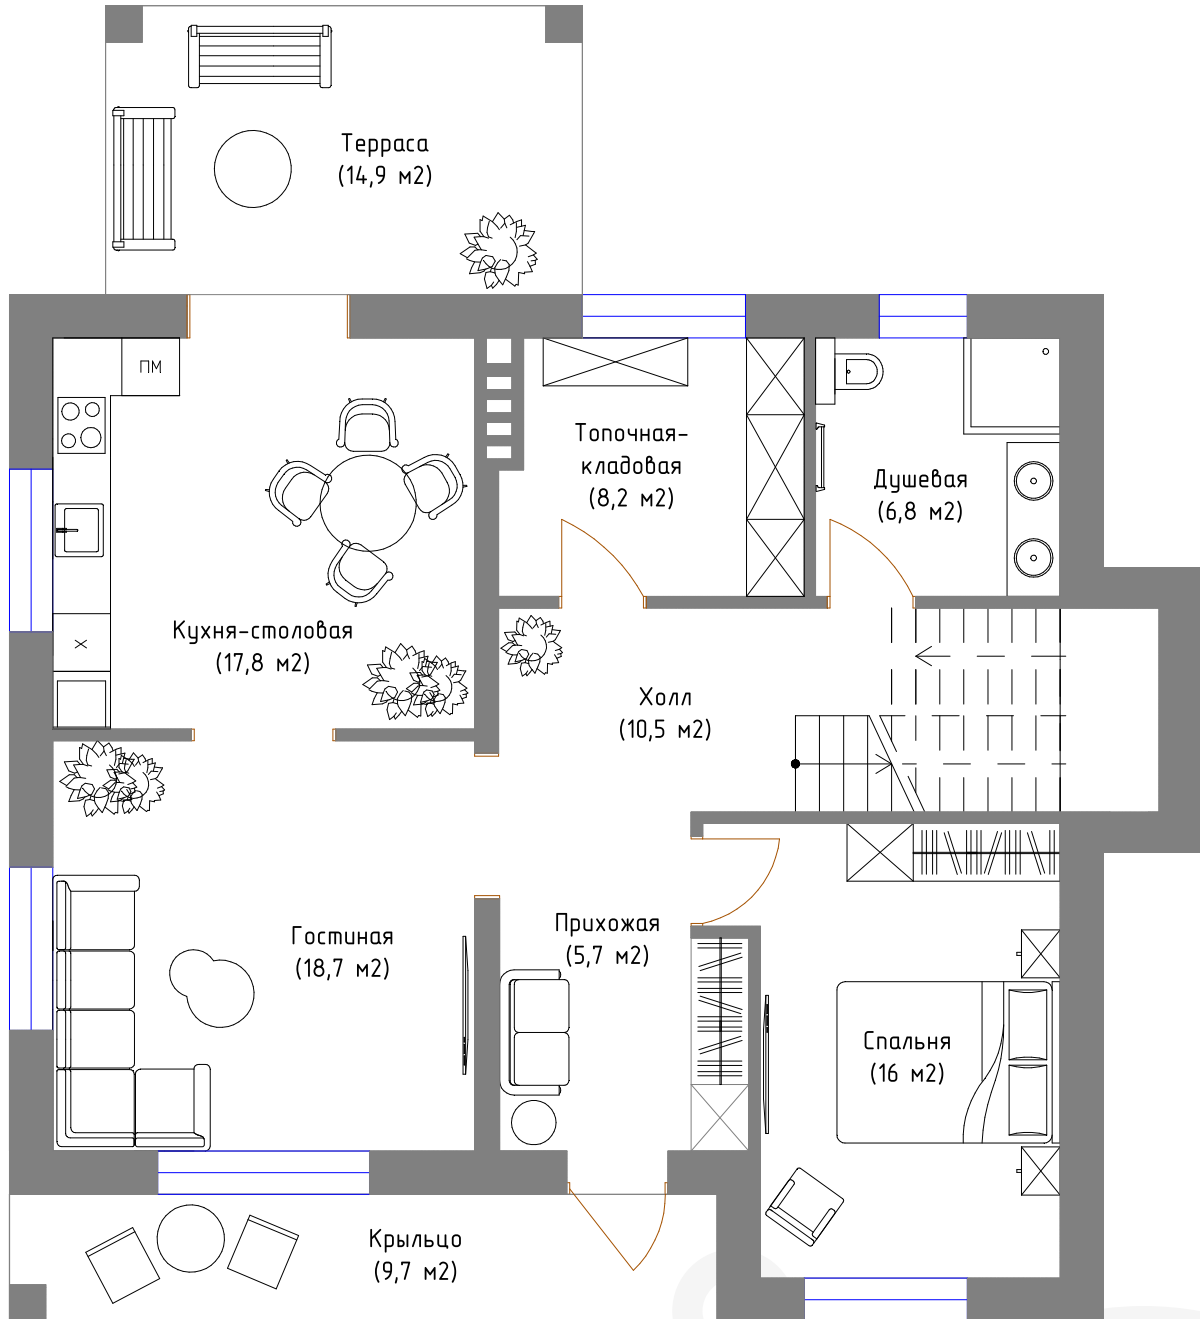 Терраса
(14,9 м2)
ПМ
Топочная-
кладовая
(8,2 м2)
Душевая
(6,8 м2)
Кухня-столовая
(17,8 м2)
Х
Холл
(10,5 м2)
Гостиная
(18,7 м2)
Прихожая
(5,7 м2)
Спальня
(16 м2)
Крыльцо
(9,7 м2)